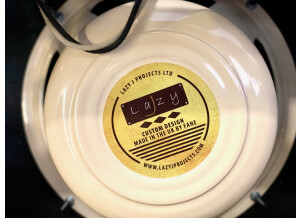 LAZY J PROJECTS LTD
Lazy
CUSTOM DESIGN
MADE IN THE UK BY FANE
WWW.LAZYJPROJECTS.COM